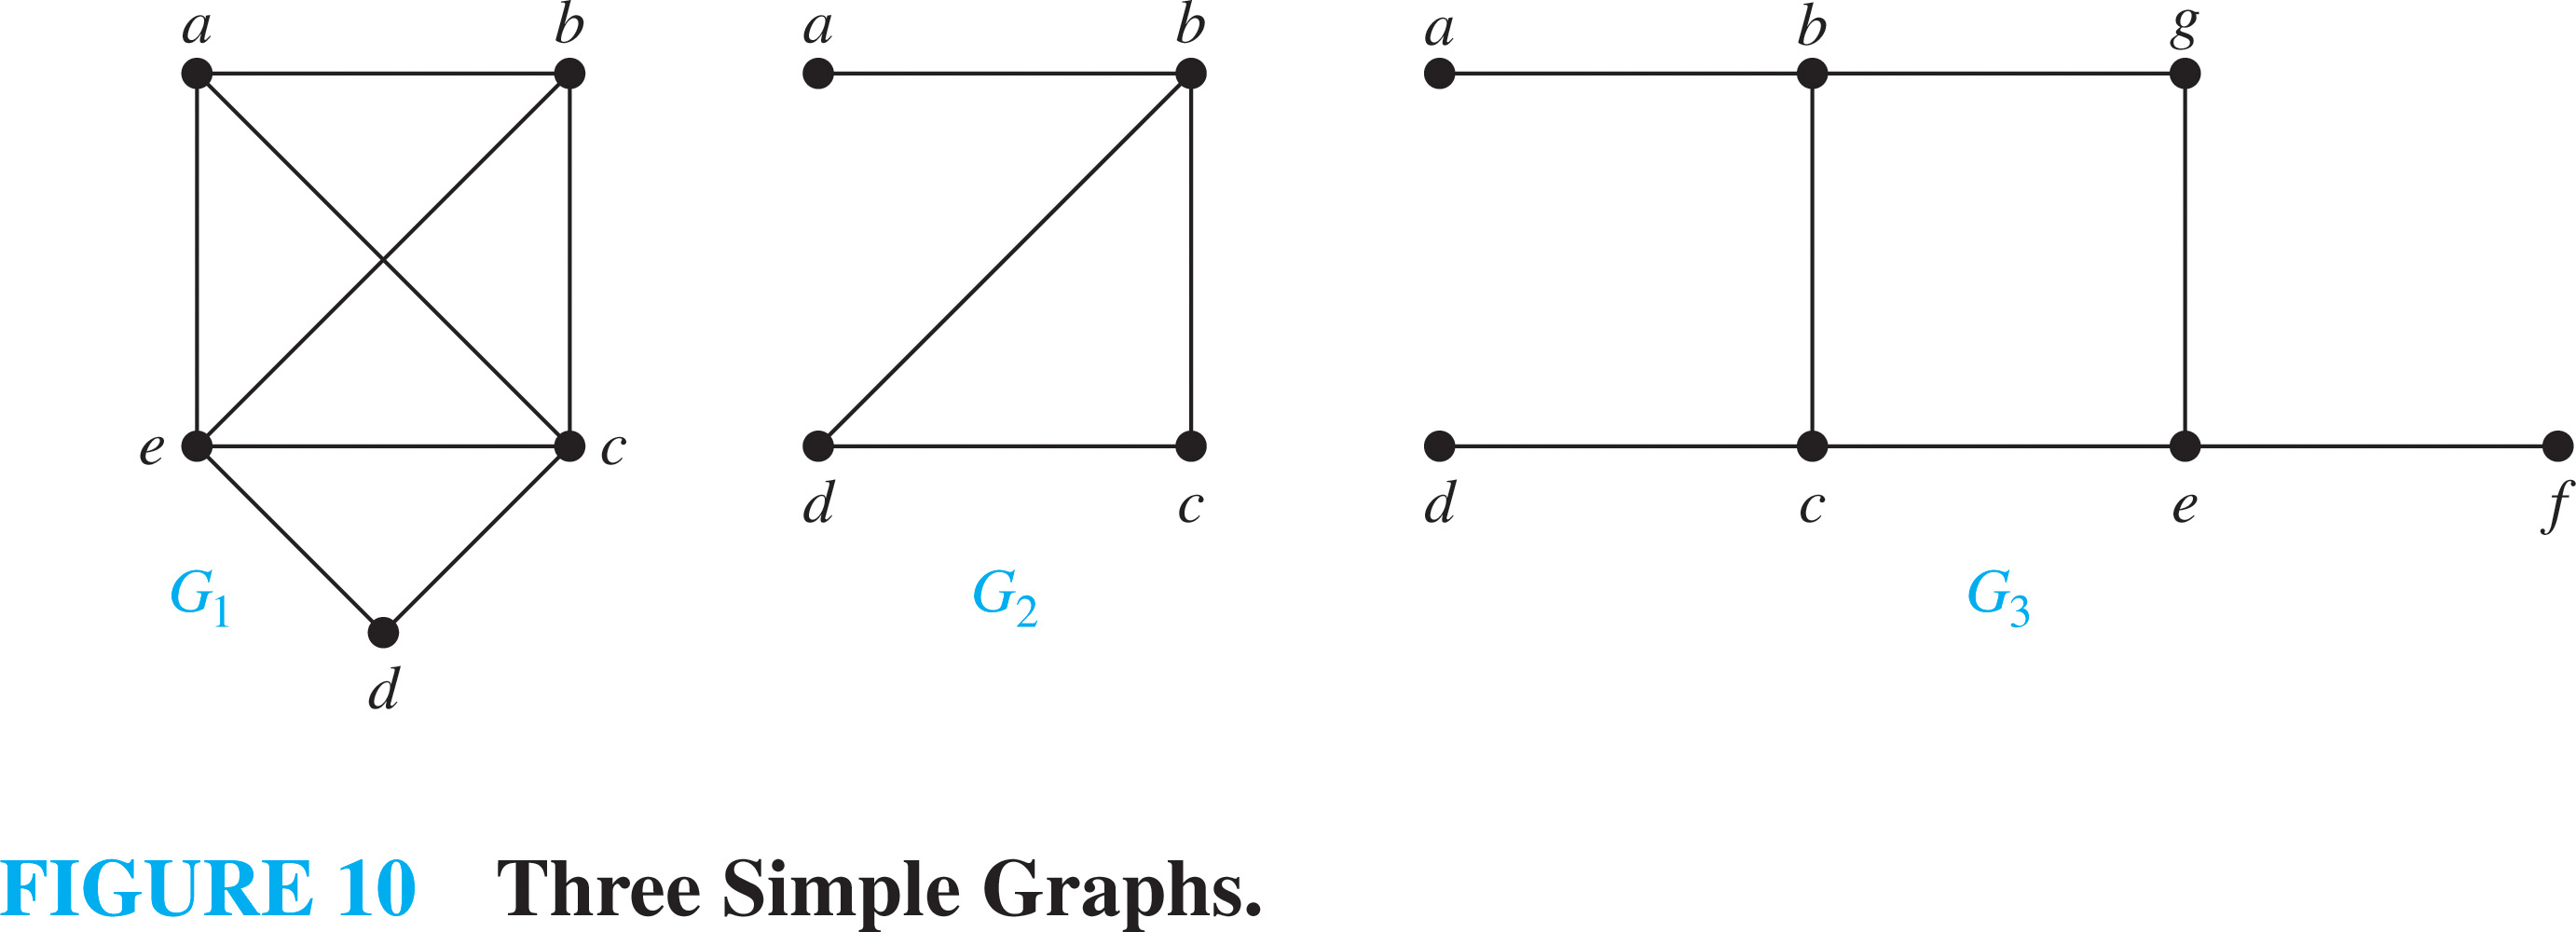 a b a b a b g
e c d c d c e f
G1 G2 G3
d
FIGURE 10 Three Simple Graphs.